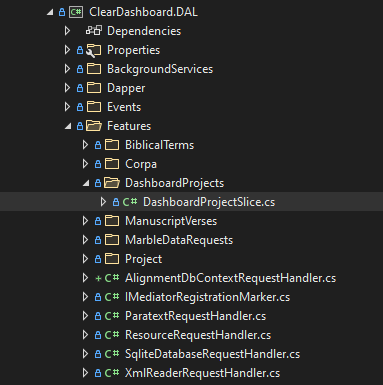 C# ClearDashboard.DAL
Dependencies
Properties
BackgroundServices
Dapper
Events
Features
BiblicalTerms
Corpa
DashboardProjects
C# DashboardProjectSlice.cs
ManuscriptVerses
MarbleDataRequests
Project
+ C# AlignmentDbContextRequestHandler.cs
C# IMediatorRegistrationMarker.cs
C# ParatextRequestHandler.cs
C# ResourceRequestHandler.cs
C# SqliteDatabaseRequestHandler.cs
C# XmlReaderRequestHandler.cs